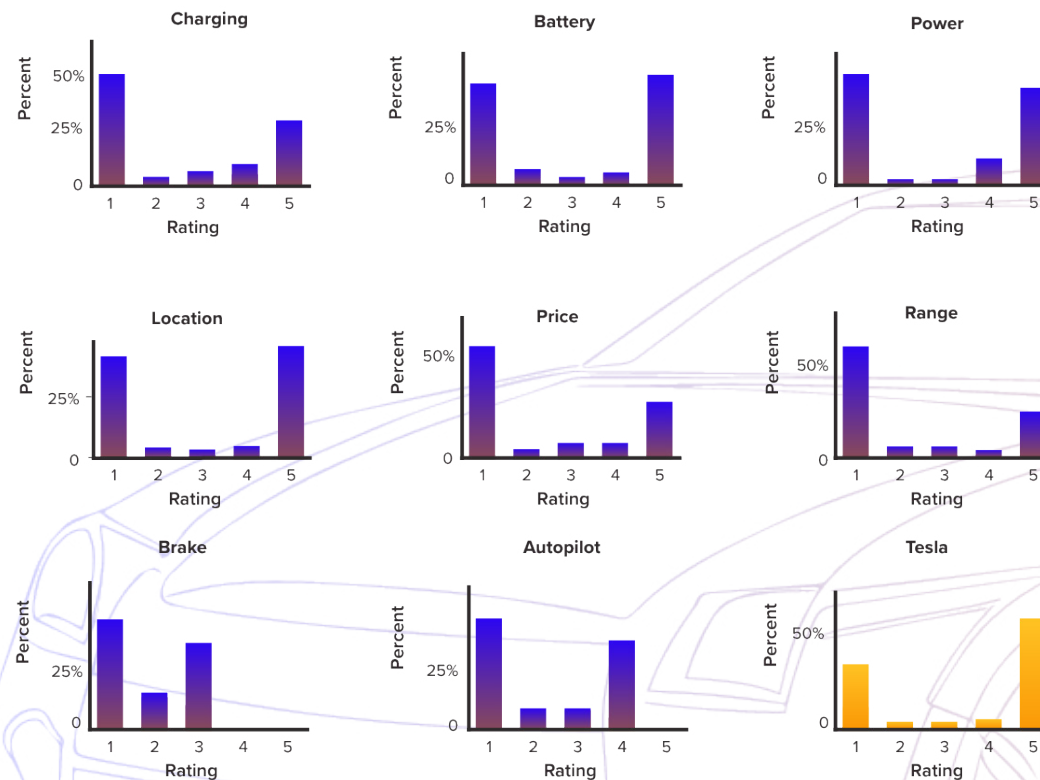 Charging
Percent
50%
25%
0
1 2 3 4 5
Rating
Battery
Percent
25%
0
1 2 3 4 5
Rating
Power
Percent
25%
0
1 2 3 4 5
Rating
Location
Percent
25%
0
1 2 3 4 5
Rating
Price
Percent
50%
0
1 2 3 4 5
Rating
Range
Percent
50%
0
1 2 3 4 5
Rating
Brake
Percent
25%
0
1 2 3 4 5
Rating
Autopilot
Percent
25%
0
1 2 3 4 5
Rating
Tesla
Percent
50%
0
1 2 3 4 5
Rating